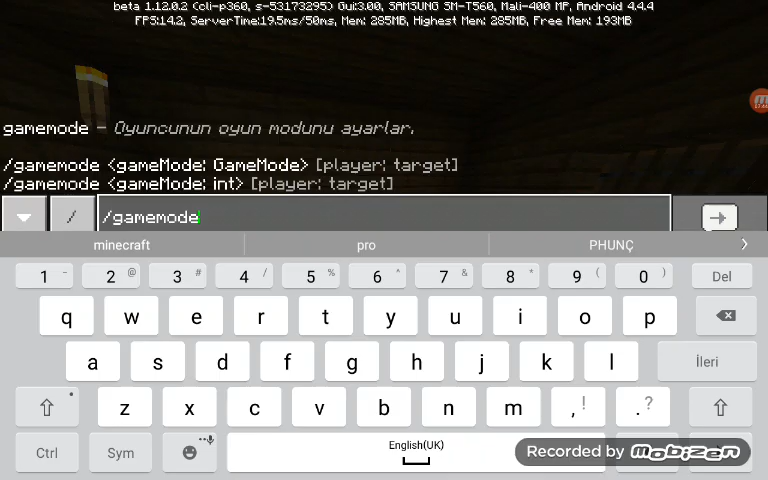 beta 1.12.0.2 (cli-p360, s-53173295) Gui:3.00, SAMSUNG SM-T560, Mali-400 MP, Android 4.4.4
FPS:14.2, ServerTime:19.5ms/50ms, Mem: 285MB, Highest Mem: 285MB, Free Mem: 193MB
gamemode – Oyuncunun oyun modunu ayarlar.
/gamemode <gameMode: GameMode> [player: target]
/gamemode <gameMode: int> [player: target]
/ /gamemode
minecraft pro PHUNÇ
1 - 2 @ 3 # 4 / 5 % 6 ^ 7 & 8 * 9 ( 0 ) Del
q w e r t y u i o p
a s d f g h j k l İleri
z x c v b n m , ! . ?
Ctrl Sym English(UK) Recorded by mobizen